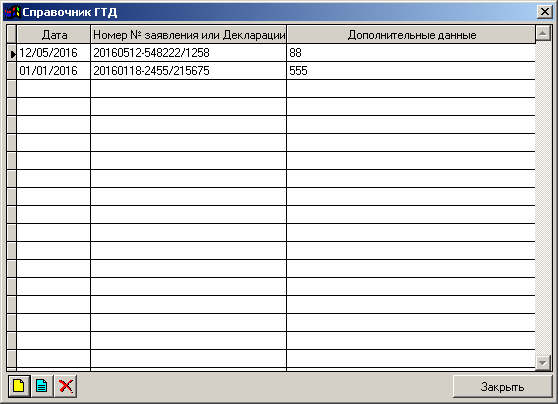 Справочник ГТД
Дата Номер № заявления или Декларации Дополнительные данные
12/05/2016 20160512-548222/1258 88
01/01/2016 20160118-2455/215675 555
Закрыть